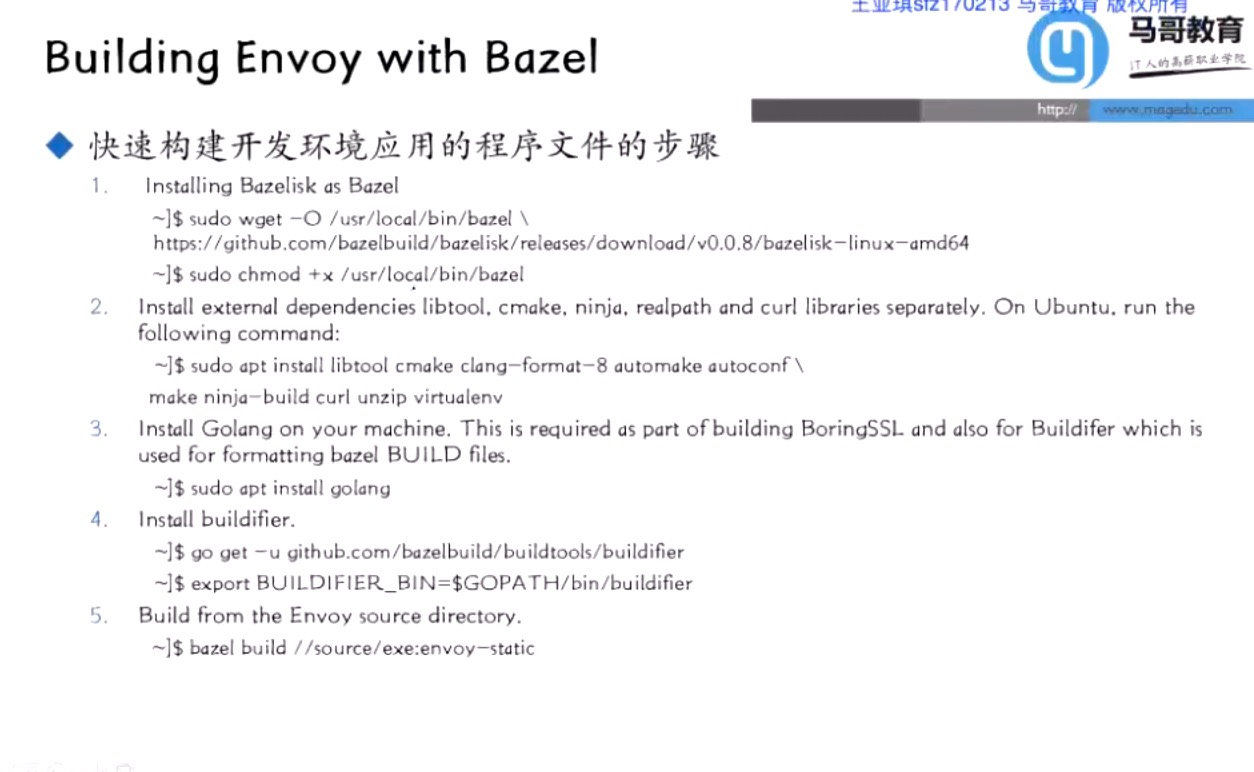 王亚琪sfz170213 马哥教育 版权所有
Building Envoy with Bazel
马哥教育
IT人的高薪职业学院
http://
www.magedu.com
快速构建开发环境应用的程序文件的步骤
1. Installing Bazelisk as Bazel
~]$ sudo wget -O /usr/local/bin/bazel \
https://github.com/bazelbuild/bazelisk/releases/download/v0.0.8/bazelisk-linux-amd64
~]$ sudo chmod +x /usr/local/bin/bazel
2. Install external dependencies libtool, cmake, ninja, realpath and curl libraries separately. On Ubuntu, run the
following command:
~]$ sudo apt install libtool cmake clang-format-8 automake autoconf \
make ninja-build curl unzip virtualenv
3. Install Golang on your machine. This is required as part of building BoringSSL and also for Buildifer which is
used for formatting bazel BUILD files.
~]$ sudo apt install golang
4. Install buildifier.
~]$ go get -u github.com/bazelbuild/buildtools/buildifier
~]$ export BUILDIFIER_BIN=$GOPATH/bin/buildifier
5. Build from the Envoy source directory.
~]$ bazel build //source/exe:envoy-static